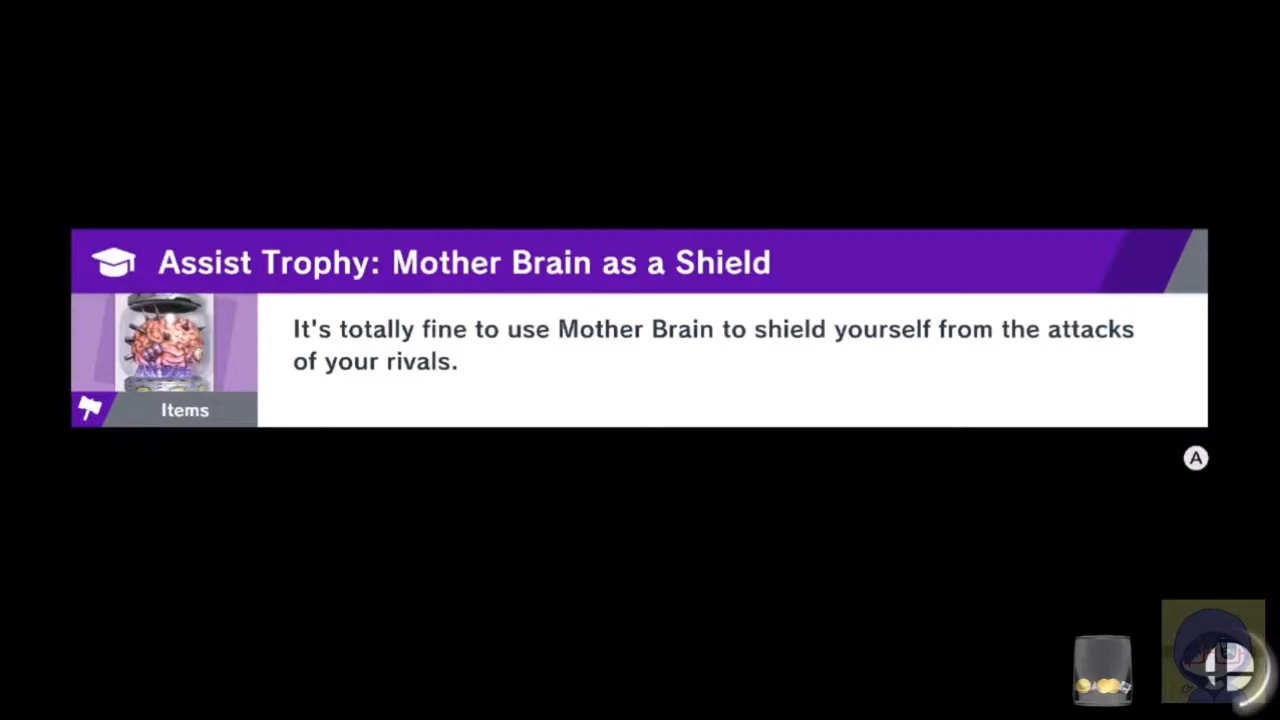 Assist Trophy: Mother Brain as a Shield
It's totally fine to use Mother Brain to shield yourself from the attacks
of your rivals.
Items
A